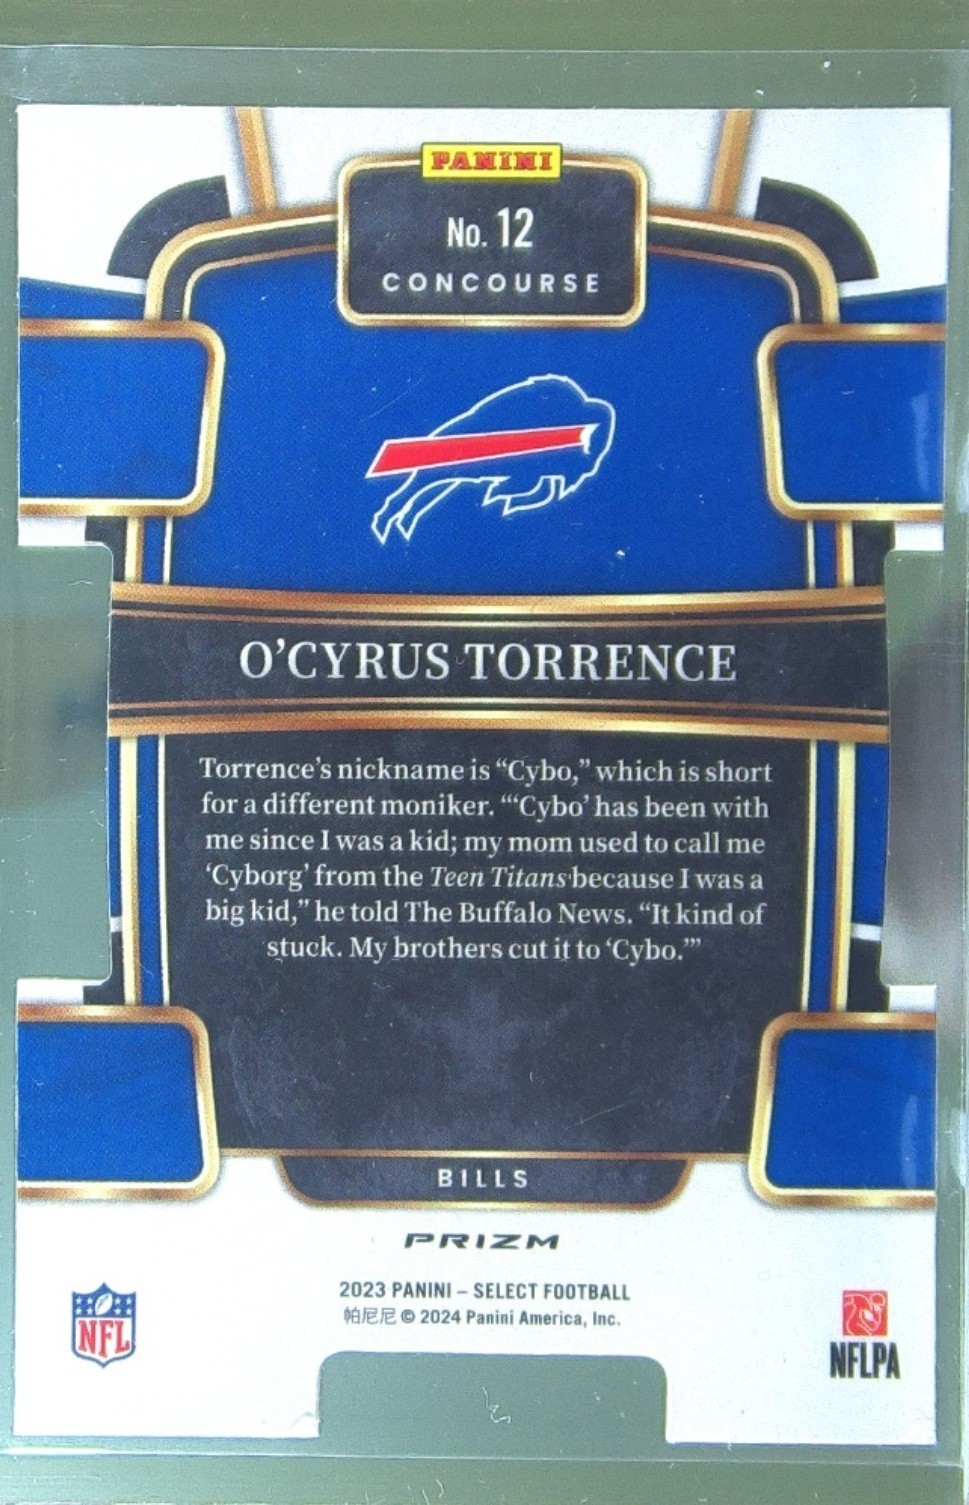 PANINI
No. 12
CONCOURSE
O'CYRUS TORRENCE
Torrence's nickname is “Cybo,” which is short
for a different moniker. “‘Cybo’ has been with
me since I was a kid; my mom used to call me
‘Cyborg’ from the Teen Titans because I was a
big kid,” he told The Buffalo News. “It kind of
stuck. My brothers cut it to ‘Cybo.’”
BILLS
PRIZM
2023 PANINI – SELECT FOOTBALL
帕尼尼 © 2024 Panini America, Inc.
NFL
NFLPA